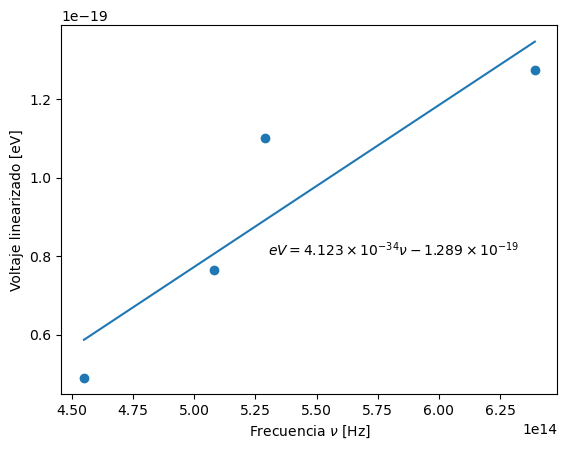 1e−19
1.2
1.0
0.8
0.6
Voltaje linearizado [eV]
eV = 4.123 × 10⁻³⁴ν − 1.289 × 10⁻¹⁹
4.50 4.75 5.00 5.25 5.50 5.75 6.00 6.25
1e14
Frecuencia ν [Hz]